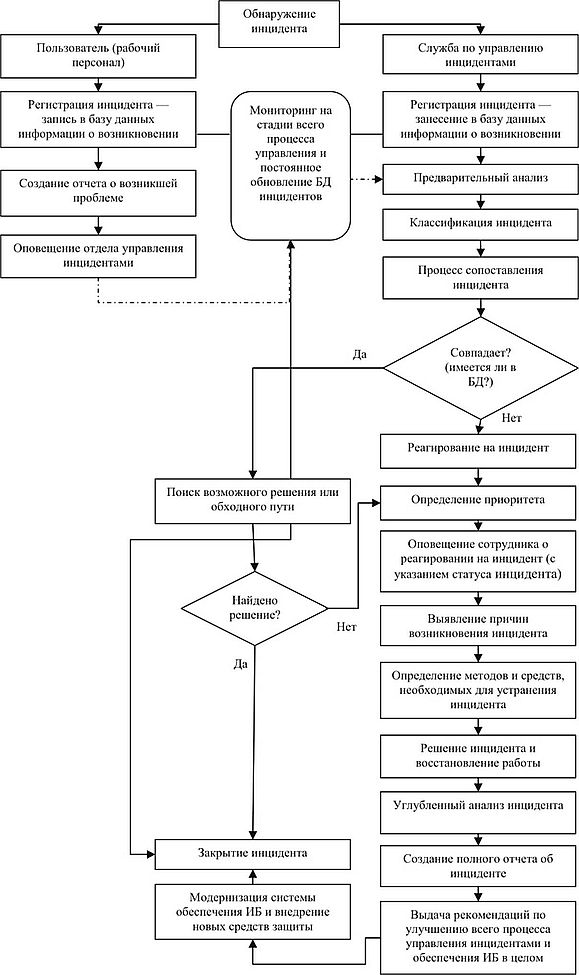 Обнаружение
инцидента
Пользователь (рабочий
персонал)
Служба по управлению
инцидентами
Регистрация инцидента —
запись в базу данных
информации о возникновении
Мониторинг на
стадии всего
процесса
управления и
постоянное
обновление БД
инцидентов
Регистрация инцидента —
занесение в базу данных
информации о возникновении
Создание отчета о возникшей
проблеме
Предварительный анализ
Классификация инцидента
Оповещение отдела управления
инцидентами
Процесс сопоставления
инцидента
Совпадает?
(имеется ли в
БД?)
Да
Нет
Реагирование на инцидент
Поиск возможного решения или
обходного пути
Определение приоритета
Оповещение сотрудника о
реагировании на инцидент (с
указанием статуса инцидента)
Найдено
решение?
Нет
Да
Выявление причин
возникновения инцидента
Определение методов и средств,
необходимых для устранения
инцидента
Решение инцидента и
восстановление работы
Углубленный анализ инцидента
Закрытие инцидента
Создание полного отчета об
инциденте
Модернизация системы
обеспечения ИБ и внедрение
новых средств защиты
Выдача рекомендаций по
улучшению всего процесса
управления инцидентами и
обеспечения ИБ в целом